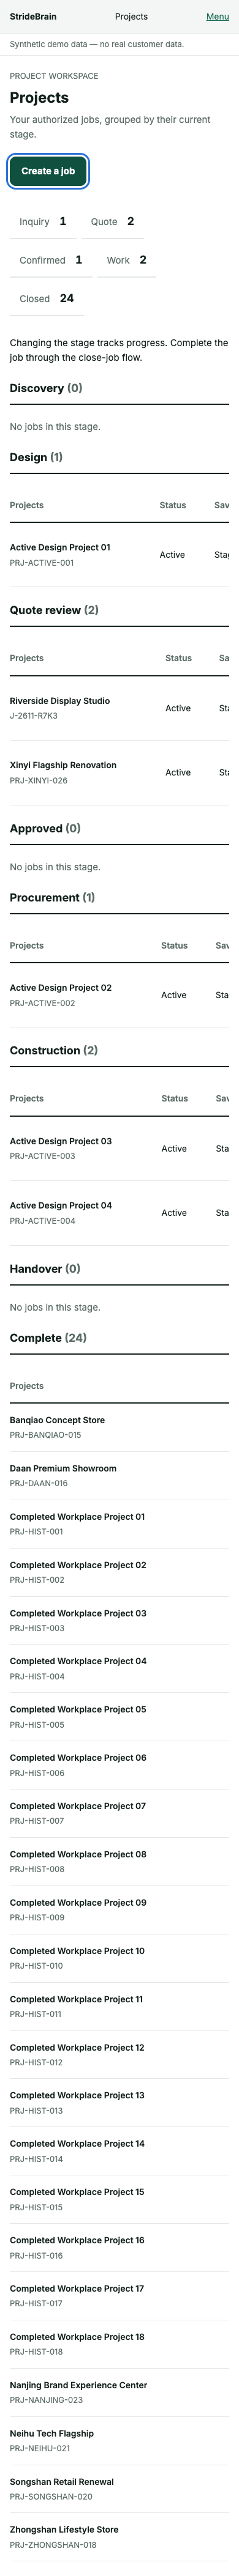 StrideBrain Projects Menu
Synthetic demo data — no real customer data.
PROJECT WORKSPACE
Projects
Your authorized jobs, grouped by their current
stage.
Create a job
Inquiry 1 Quote 2
Confirmed 1 Work 2
Closed 24
Changing the stage tracks progress. Complete the
job through the close-job flow.
Discovery (0)
No jobs in this stage.
Design (1)
Projects Status Sav
Active Design Project 01
PRJ-ACTIVE-001
Active Stag
Quote review (2)
Projects Status Sa
Riverside Display Studio
J-2611-R7K3
Active Sta
Xinyi Flagship Renovation
PRJ-XINYI-026
Active Sta
Approved (0)
No jobs in this stage.
Procurement (1)
Projects Status Sav
Active Design Project 02
PRJ-ACTIVE-002
Active Sta
Construction (2)
Projects Status Sav
Active Design Project 03
PRJ-ACTIVE-003
Active Sta
Active Design Project 04
PRJ-ACTIVE-004
Active Sta
Handover (0)
No jobs in this stage.
Complete (24)
Projects
Banqiao Concept Store
PRJ-BANQIAO-015
Daan Premium Showroom
PRJ-DAAN-016
Completed Workplace Project 01
PRJ-HIST-001
Completed Workplace Project 02
PRJ-HIST-002
Completed Workplace Project 03
PRJ-HIST-003
Completed Workplace Project 04
PRJ-HIST-004
Completed Workplace Project 05
PRJ-HIST-005
Completed Workplace Project 06
PRJ-HIST-006
Completed Workplace Project 07
PRJ-HIST-007
Completed Workplace Project 08
PRJ-HIST-008
Completed Workplace Project 09
PRJ-HIST-009
Completed Workplace Project 10
PRJ-HIST-010
Completed Workplace Project 11
PRJ-HIST-011
Completed Workplace Project 12
PRJ-HIST-012
Completed Workplace Project 13
PRJ-HIST-013
Completed Workplace Project 14
PRJ-HIST-014
Completed Workplace Project 15
PRJ-HIST-015
Completed Workplace Project 16
PRJ-HIST-016
Completed Workplace Project 17
PRJ-HIST-017
Completed Workplace Project 18
PRJ-HIST-018
Nanjing Brand Experience Center
PRJ-NANJING-023
Neihu Tech Flagship
PRJ-NEIHU-021
Songshan Retail Renewal
PRJ-SONGSHAN-020
Zhongshan Lifestyle Store
PRJ-ZHONGSHAN-018